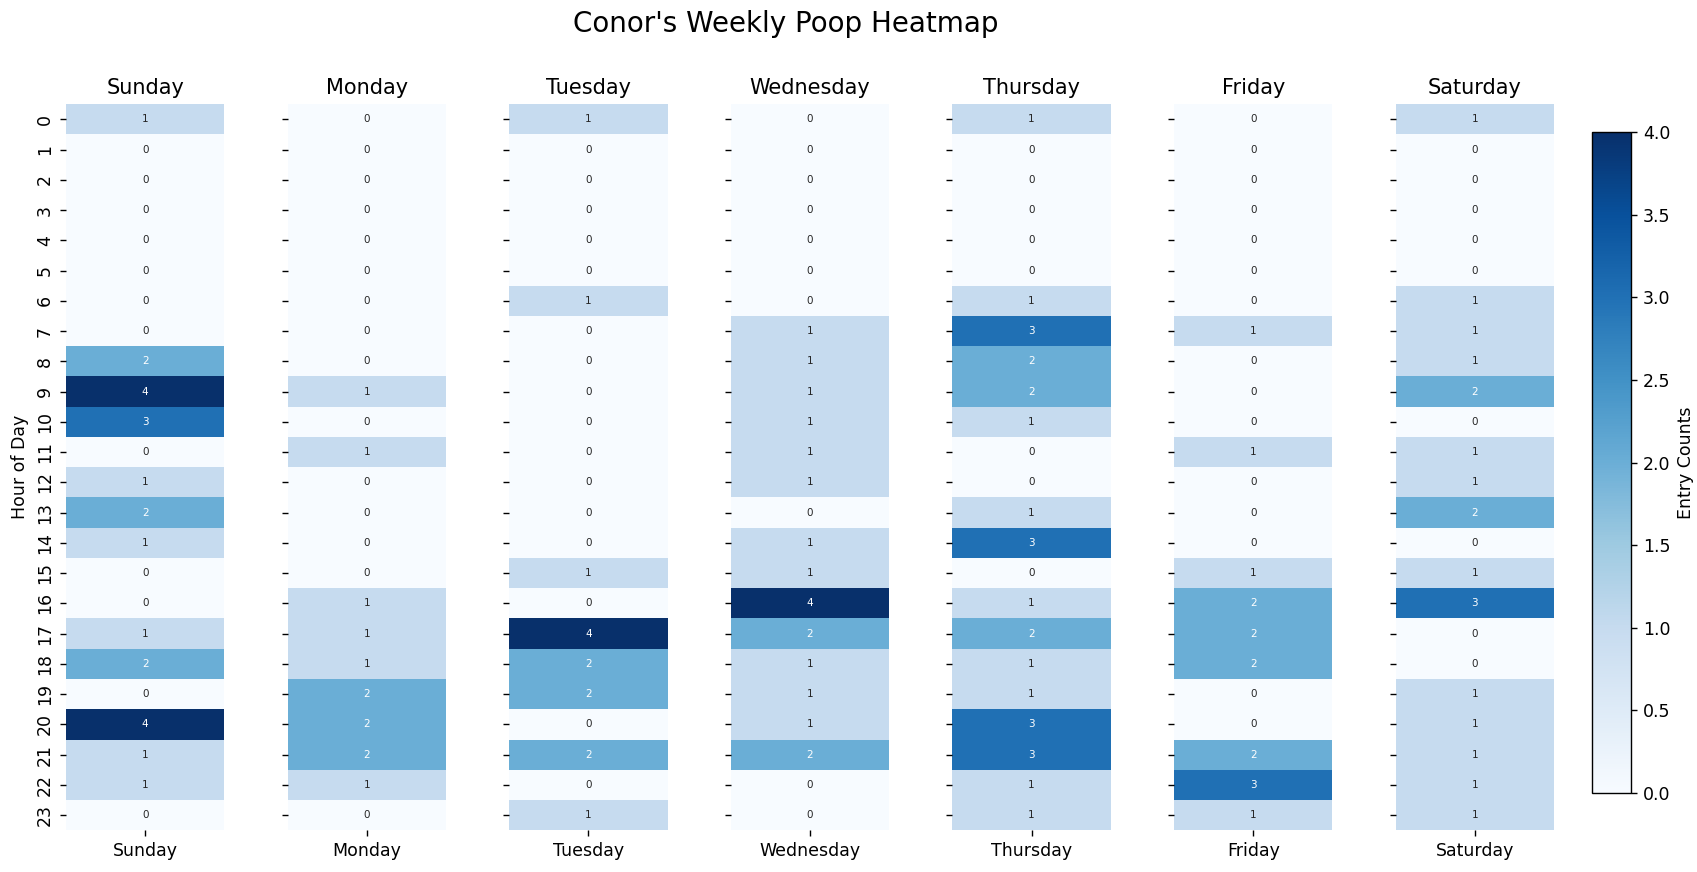 Conor's Weekly Poop Heatmap
Sunday Monday Tuesday Wednesday Thursday Friday Saturday
0 1 0 1 0 1 0 1
1 0 0 0 0 0 0 0
2 0 0 0 0 0 0 0
3 0 0 0 0 0 0 0
4 0 0 0 0 0 0 0
5 0 0 0 0 0 0 0
6 0 0 1 0 1 0 1
7 0 0 0 1 3 1 1
8 2 0 0 1 2 0 1
9 4 1 0 1 2 0 2
10 3 0 0 1 1 0 0
11 0 1 0 1 0 1 1
12 1 0 0 1 0 0 1
13 2 0 0 0 1 0 2
14 1 0 0 1 3 0 0
15 0 0 1 1 0 1 1
16 0 1 0 4 1 2 3
17 1 1 4 2 2 2 0
18 2 1 2 1 1 2 0
19 0 2 2 1 1 0 1
20 4 2 0 1 3 0 1
21 1 2 2 2 3 2 1
22 1 1 0 0 1 3 1
23 0 0 1 0 1 1 1
Sunday Monday Tuesday Wednesday Thursday Friday Saturday
Hour of Day
4.0
3.5
3.0
2.5
2.0
1.5
1.0
0.5
0.0
Entry Counts